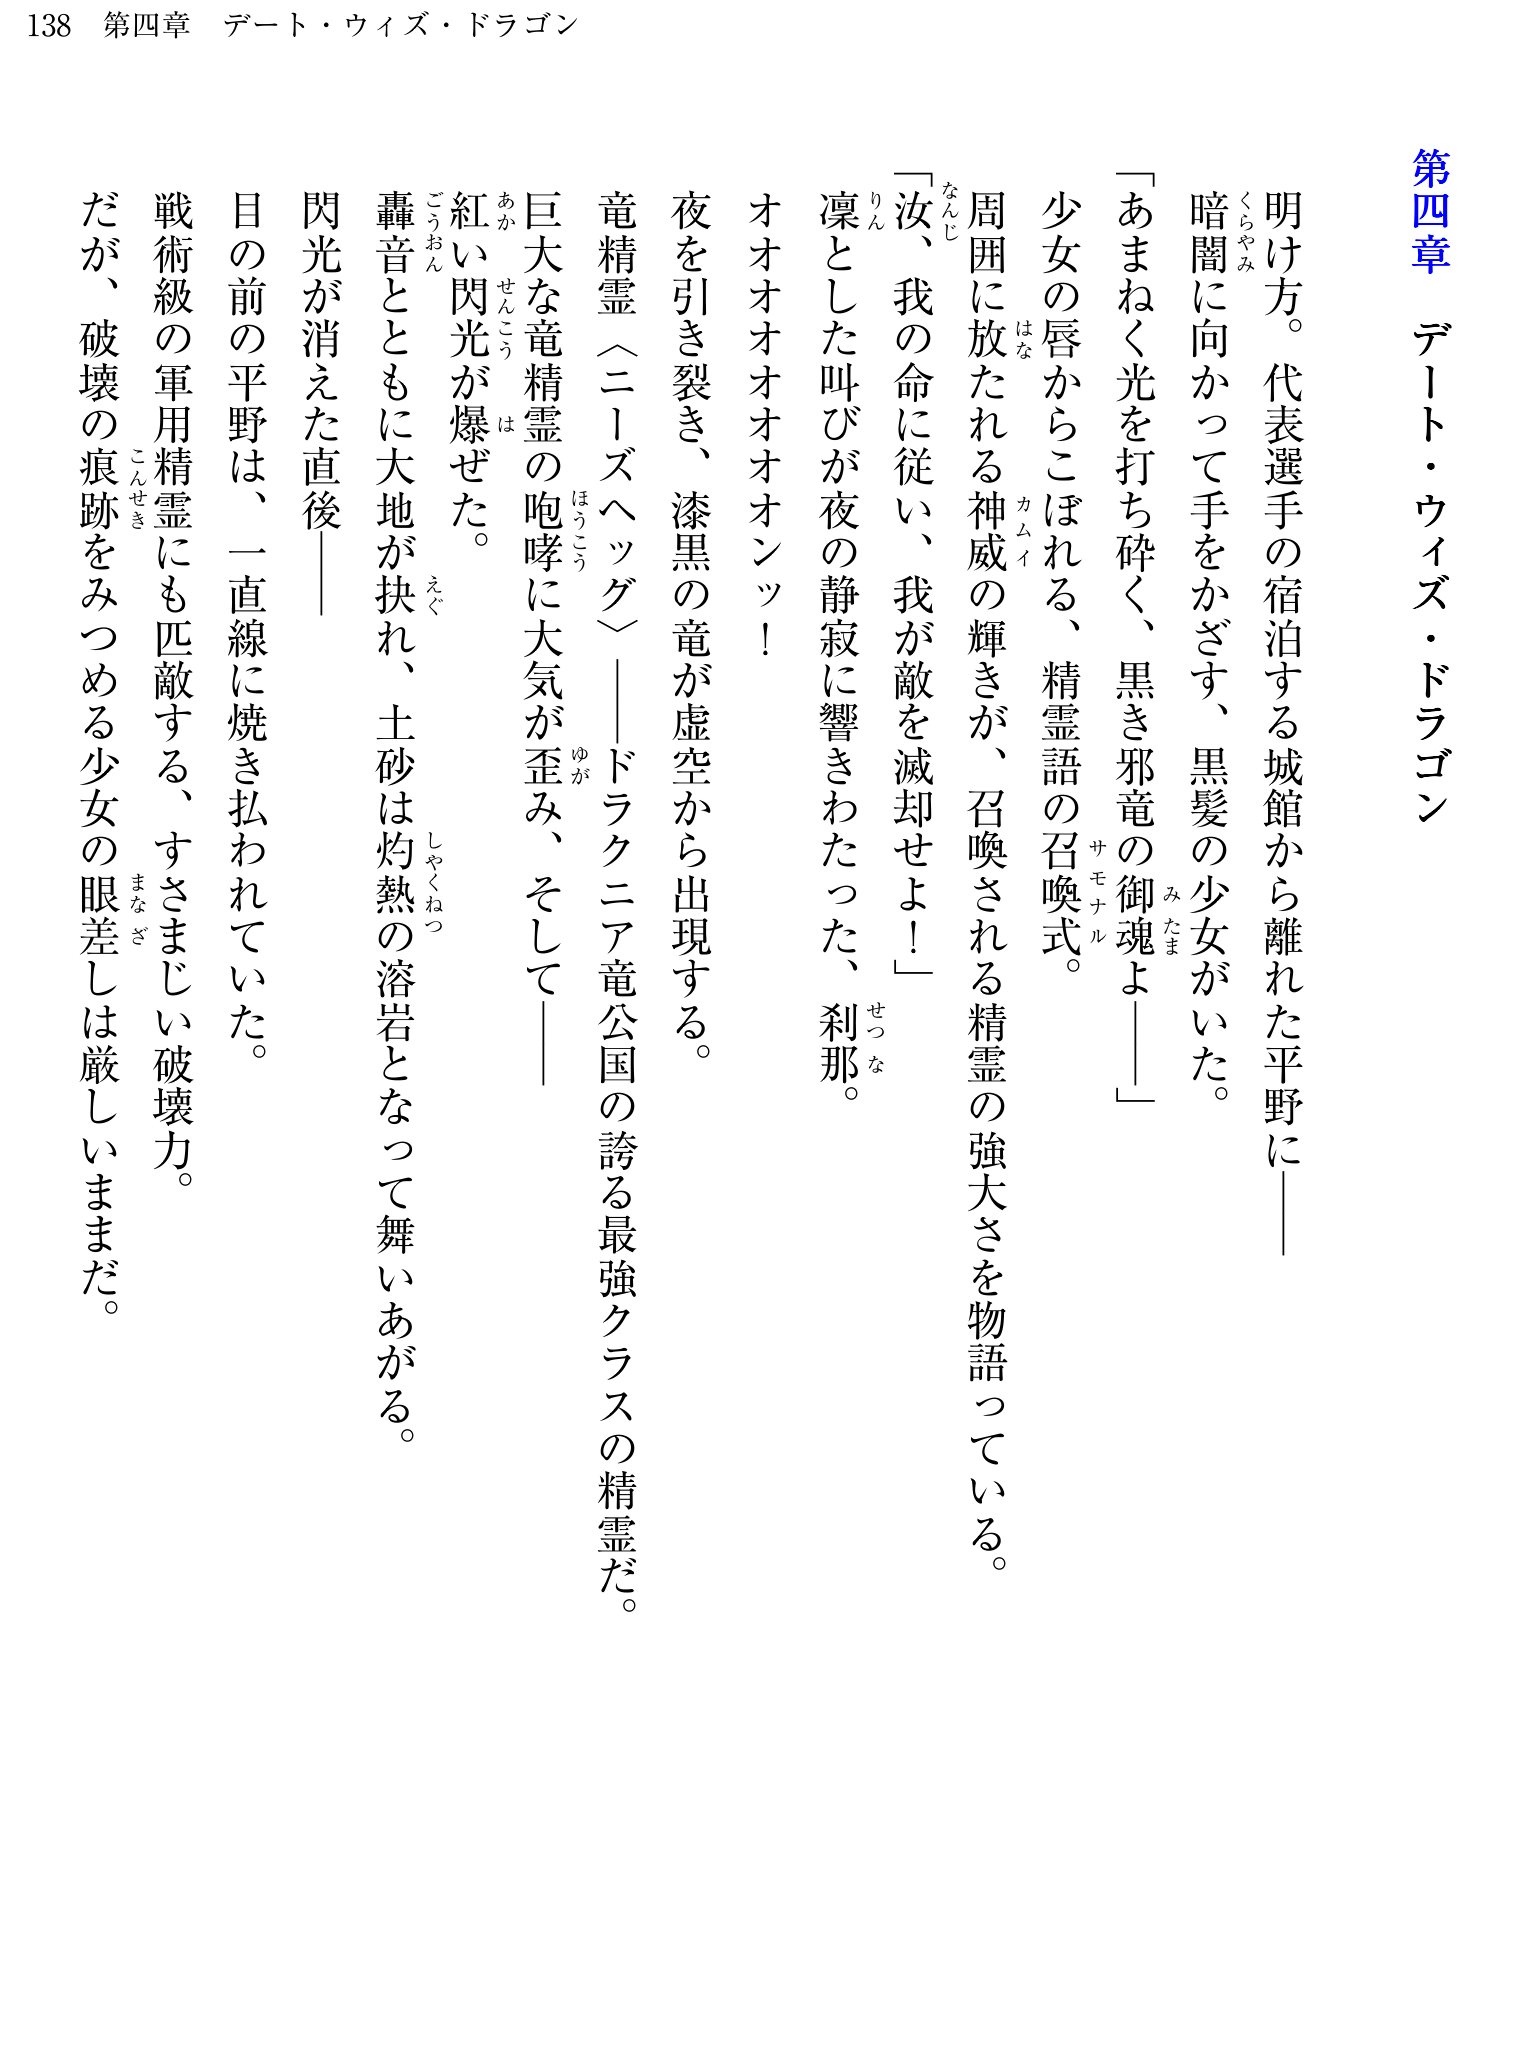 138　第四章　デート・ウィズ・ドラゴン
第四章　デート・ウィズ・ドラゴン
明け方。代表選手の宿泊する城館から離れた平野に――
暗闇に向かって手をかざす、黒髪の少女がいた。
「あまねく光を打ち砕く、黒き邪竜の御魂よ――」
少女の唇からこぼれる、精霊語の召喚式。
周囲に放たれる神威の輝きが、召喚される精霊の強大さを物語っている。
「汝、我の命に従い、我が敵を滅却せよ！」
凜とした叫びが夜の静寂に響きわたった、刹那。
オオオオオオオオンッ！
夜を引き裂き、漆黒の竜が虚空から出現する。
竜精霊〈ニーズヘッグ〉――ドラクニア竜公国の誇る最強クラスの精霊だ。
巨大な竜精霊の咆哮に大気が歪み、そして――
紅い閃光が爆ぜた。
轟音とともに大地が抉れ、土砂は灼熱の溶岩となって舞いあがる。
閃光が消えた直後――
目の前の平野は、一直線に焼き払われていた。
戦術級の軍用精霊にも匹敵する、すさまじい破壊力。
だが、破壊の痕跡をみつめる少女の眼差しは厳しいままだ。